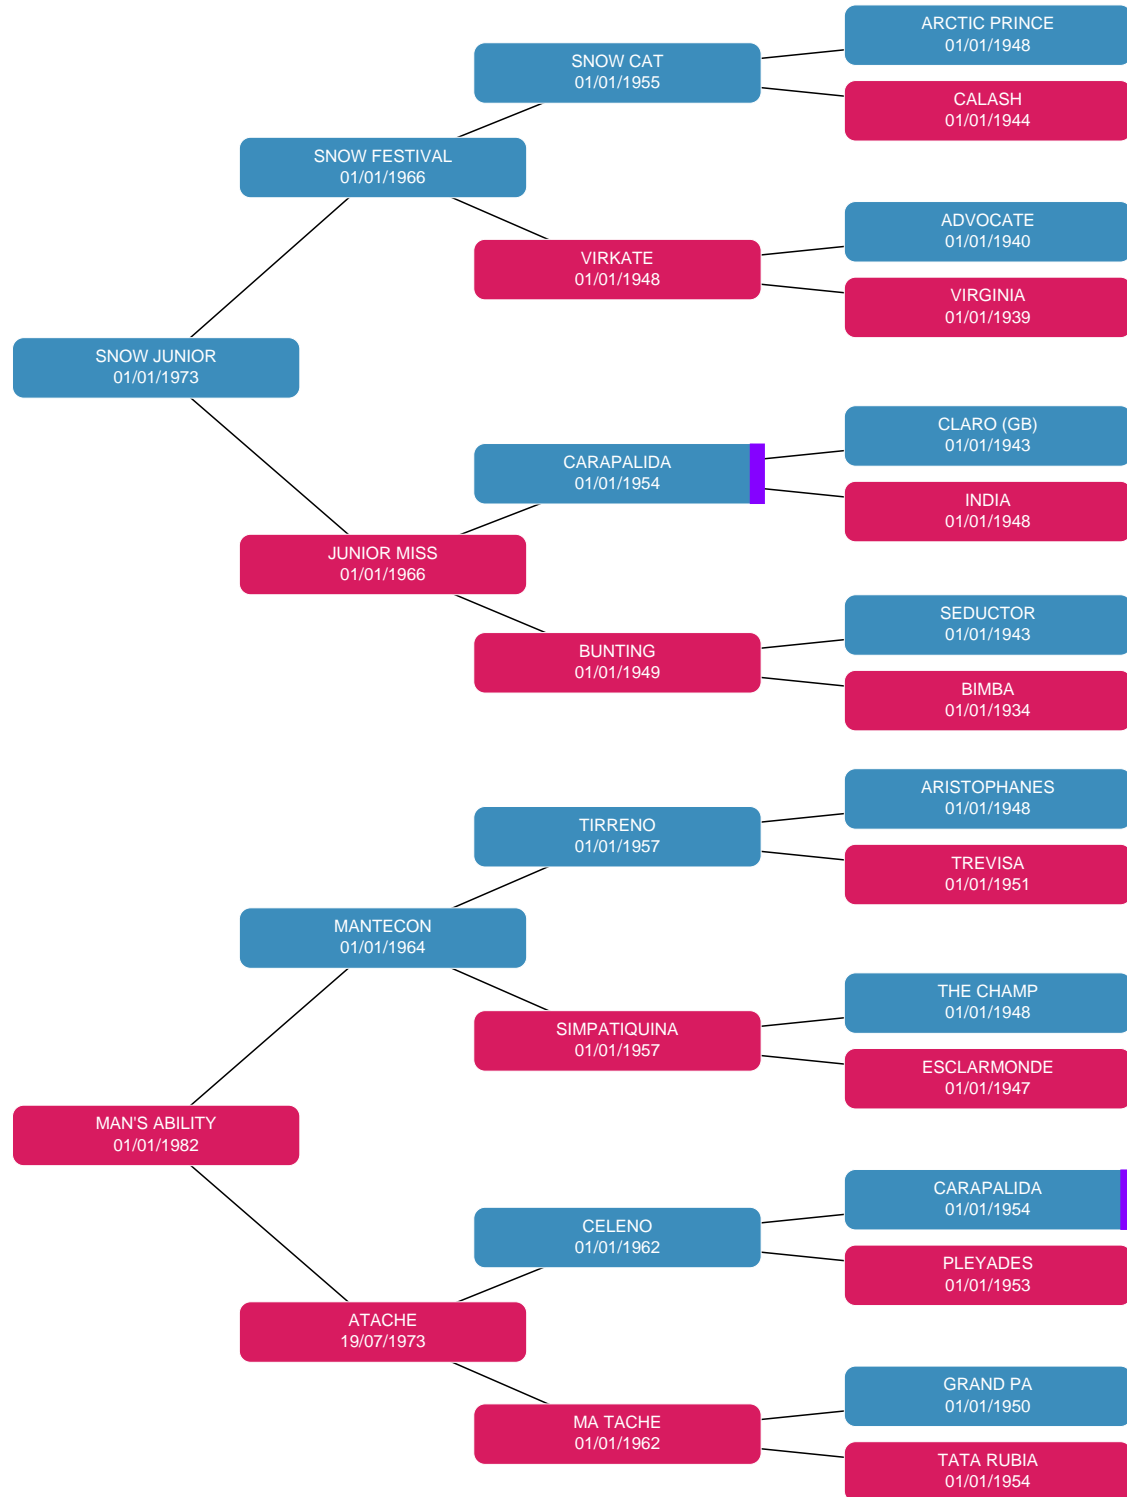 ARCTIC PRINCE
01/01/1948
SNOW CAT
01/01/1955
CALASH
01/01/1944
SNOW FESTIVAL
01/01/1966
ADVOCATE
01/01/1940
VIRKATE
01/01/1948
VIRGINIA
01/01/1939
SNOW JUNIOR
01/01/1973
CLARO (GB)
01/01/1943
CARAPALIDA
01/01/1954
INDIA
01/01/1948
JUNIOR MISS
01/01/1966
SEDUCTOR
01/01/1943
BUNTING
01/01/1949
BIMBA
01/01/1934
ARISTOPHANES
01/01/1948
TIRRENO
01/01/1957
TREVISA
01/01/1951
MANTECON
01/01/1964
THE CHAMP
01/01/1948
SIMPATIQUINA
01/01/1957
ESCLARMONDE
01/01/1947
MAN'S ABILITY
01/01/1982
CARAPALIDA
01/01/1954
CELENO
01/01/1962
PLEYADES
01/01/1953
ATACHE
19/07/1973
GRAND PA
01/01/1950
MA TACHE
01/01/1962
TATA RUBIA
01/01/1954